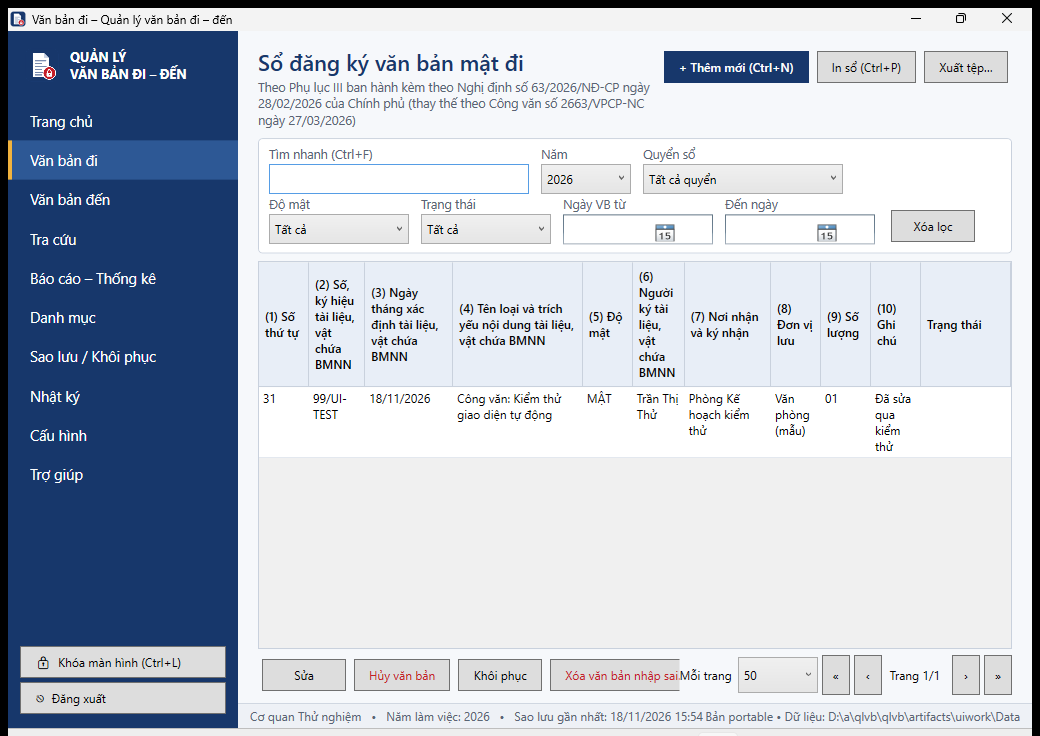 Văn bản đi – Quản lý văn bản đi – đến
QUẢN LÝ
VĂN BẢN ĐI – ĐẾN
Trang chủ
Văn bản đi
Văn bản đến
Tra cứu
Báo cáo – Thống kê
Danh mục
Sao lưu / Khôi phục
Nhật ký
Cấu hình
Trợ giúp
Khóa màn hình (Ctrl+L)
Đăng xuất
Sổ đăng ký văn bản mật đi
Theo Phụ lục III ban hành kèm theo Nghị định số 63/2026/NĐ-CP ngày
28/02/2026 của Chính phủ (thay thế theo Công văn số 2663/VPCP-NC
ngày 27/03/2026)
+ Thêm mới (Ctrl+N)
In sổ (Ctrl+P)
Xuất tệp...
Tìm nhanh (Ctrl+F)
Năm
Quyển sổ
2026
Tất cả quyển
Độ mật
Trạng thái
Ngày VB từ
Đến ngày
Tất cả
Tất cả
15
15
Xóa lọc
(1) Số
thứ tự
(2) Số,
ký hiệu
tài liệu,
vật
chứa
BMNN
(3) Ngày
tháng xác
định tài liệu,
vật chứa
BMNN
(4) Tên loại và trích
yếu nội dung tài liệu,
vật chứa BMNN
(5) Độ
mật
(6)
Người
ký tài
liệu,
vật
chứa
BMNN
(7) Nơi nhận
và ký nhận
(8)
Đơn vị
lưu
(9) Số
lượng
(10)
Ghi
chú
Trạng thái
31
99/UI-
TEST
18/11/2026
Công văn: Kiểm thử
giao diện tự động
MẬT
Trần Thị
Thử
Phòng Kế
hoạch kiểm
thử
Văn
phòng
(mẫu)
01
Đã sửa
qua
kiểm
thử
Sửa
Hủy văn bản
Khôi phục
Xóa văn bản nhập sai
Mỗi trang
50
«
‹
Trang 1/1
›
»
Cơ quan Thử nghiệm • Năm làm việc: 2026 • Sao lưu gần nhất: 18/11/2026 15:54 Bản portable • Dữ liệu: D:\a\qlvb\qlvb\artifacts\uiwork\Data